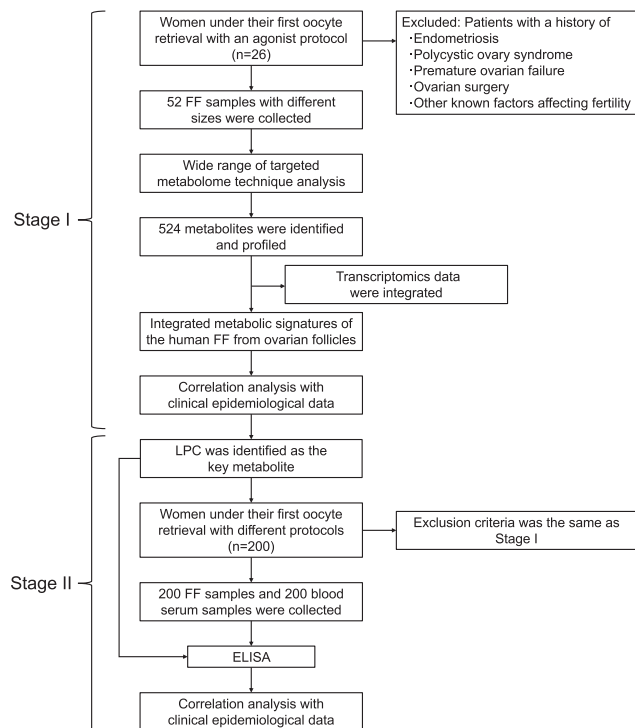 Women under their first oocyte
retrieval with an agonist protocol
(n=26)
Excluded: Patients with a history of
·Endometriosis
·Polycystic ovary syndrome
·Premature ovarian failure
·Ovarian surgery
·Other known factors affecting fertility
52 FF samples with different
sizes were collected
Wide range of targeted
metabolome technique analysis
Stage I
524 metabolites were identified
and profiled
Transcriptomics data
were integrated
Integrated metabolic signatures of
the human FF from ovarian follicles
Correlation analysis with
clinical epidemiological data
LPC was identified as the
key metabolite
Women under their first oocyte
retrieval with different protocols
(n=200)
Exclusion criteria was the same as
Stage I
Stage II
200 FF samples and 200 blood
serum samples were collected
ELISA
Correlation analysis with
clinical epidemiological data